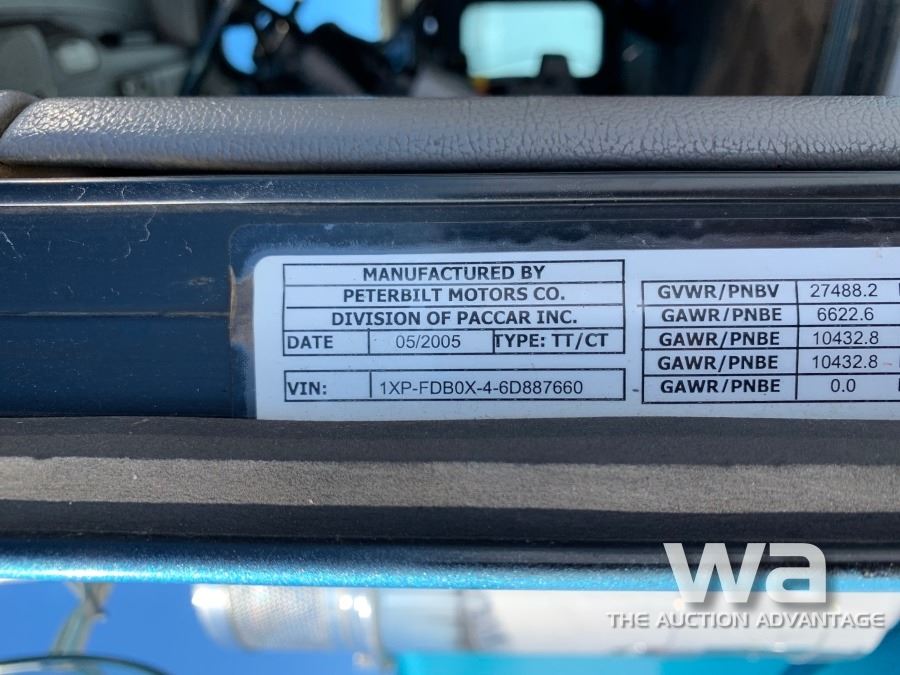 MANUFACTURED BY
PETERBILT MOTORS CO.
DIVISION OF PACCAR INC.
DATE 05/2005 TYPE: TT/CT
VIN: 1XP-FDB0X-4-6D887660
GVWR/PNBV 27488.2
GAWR/PNBE 6622.6
GAWR/PNBE 10432.8
GAWR/PNBE 10432.8
GAWR/PNBE 0.0
wa
THE AUCTION ADVANTAGE